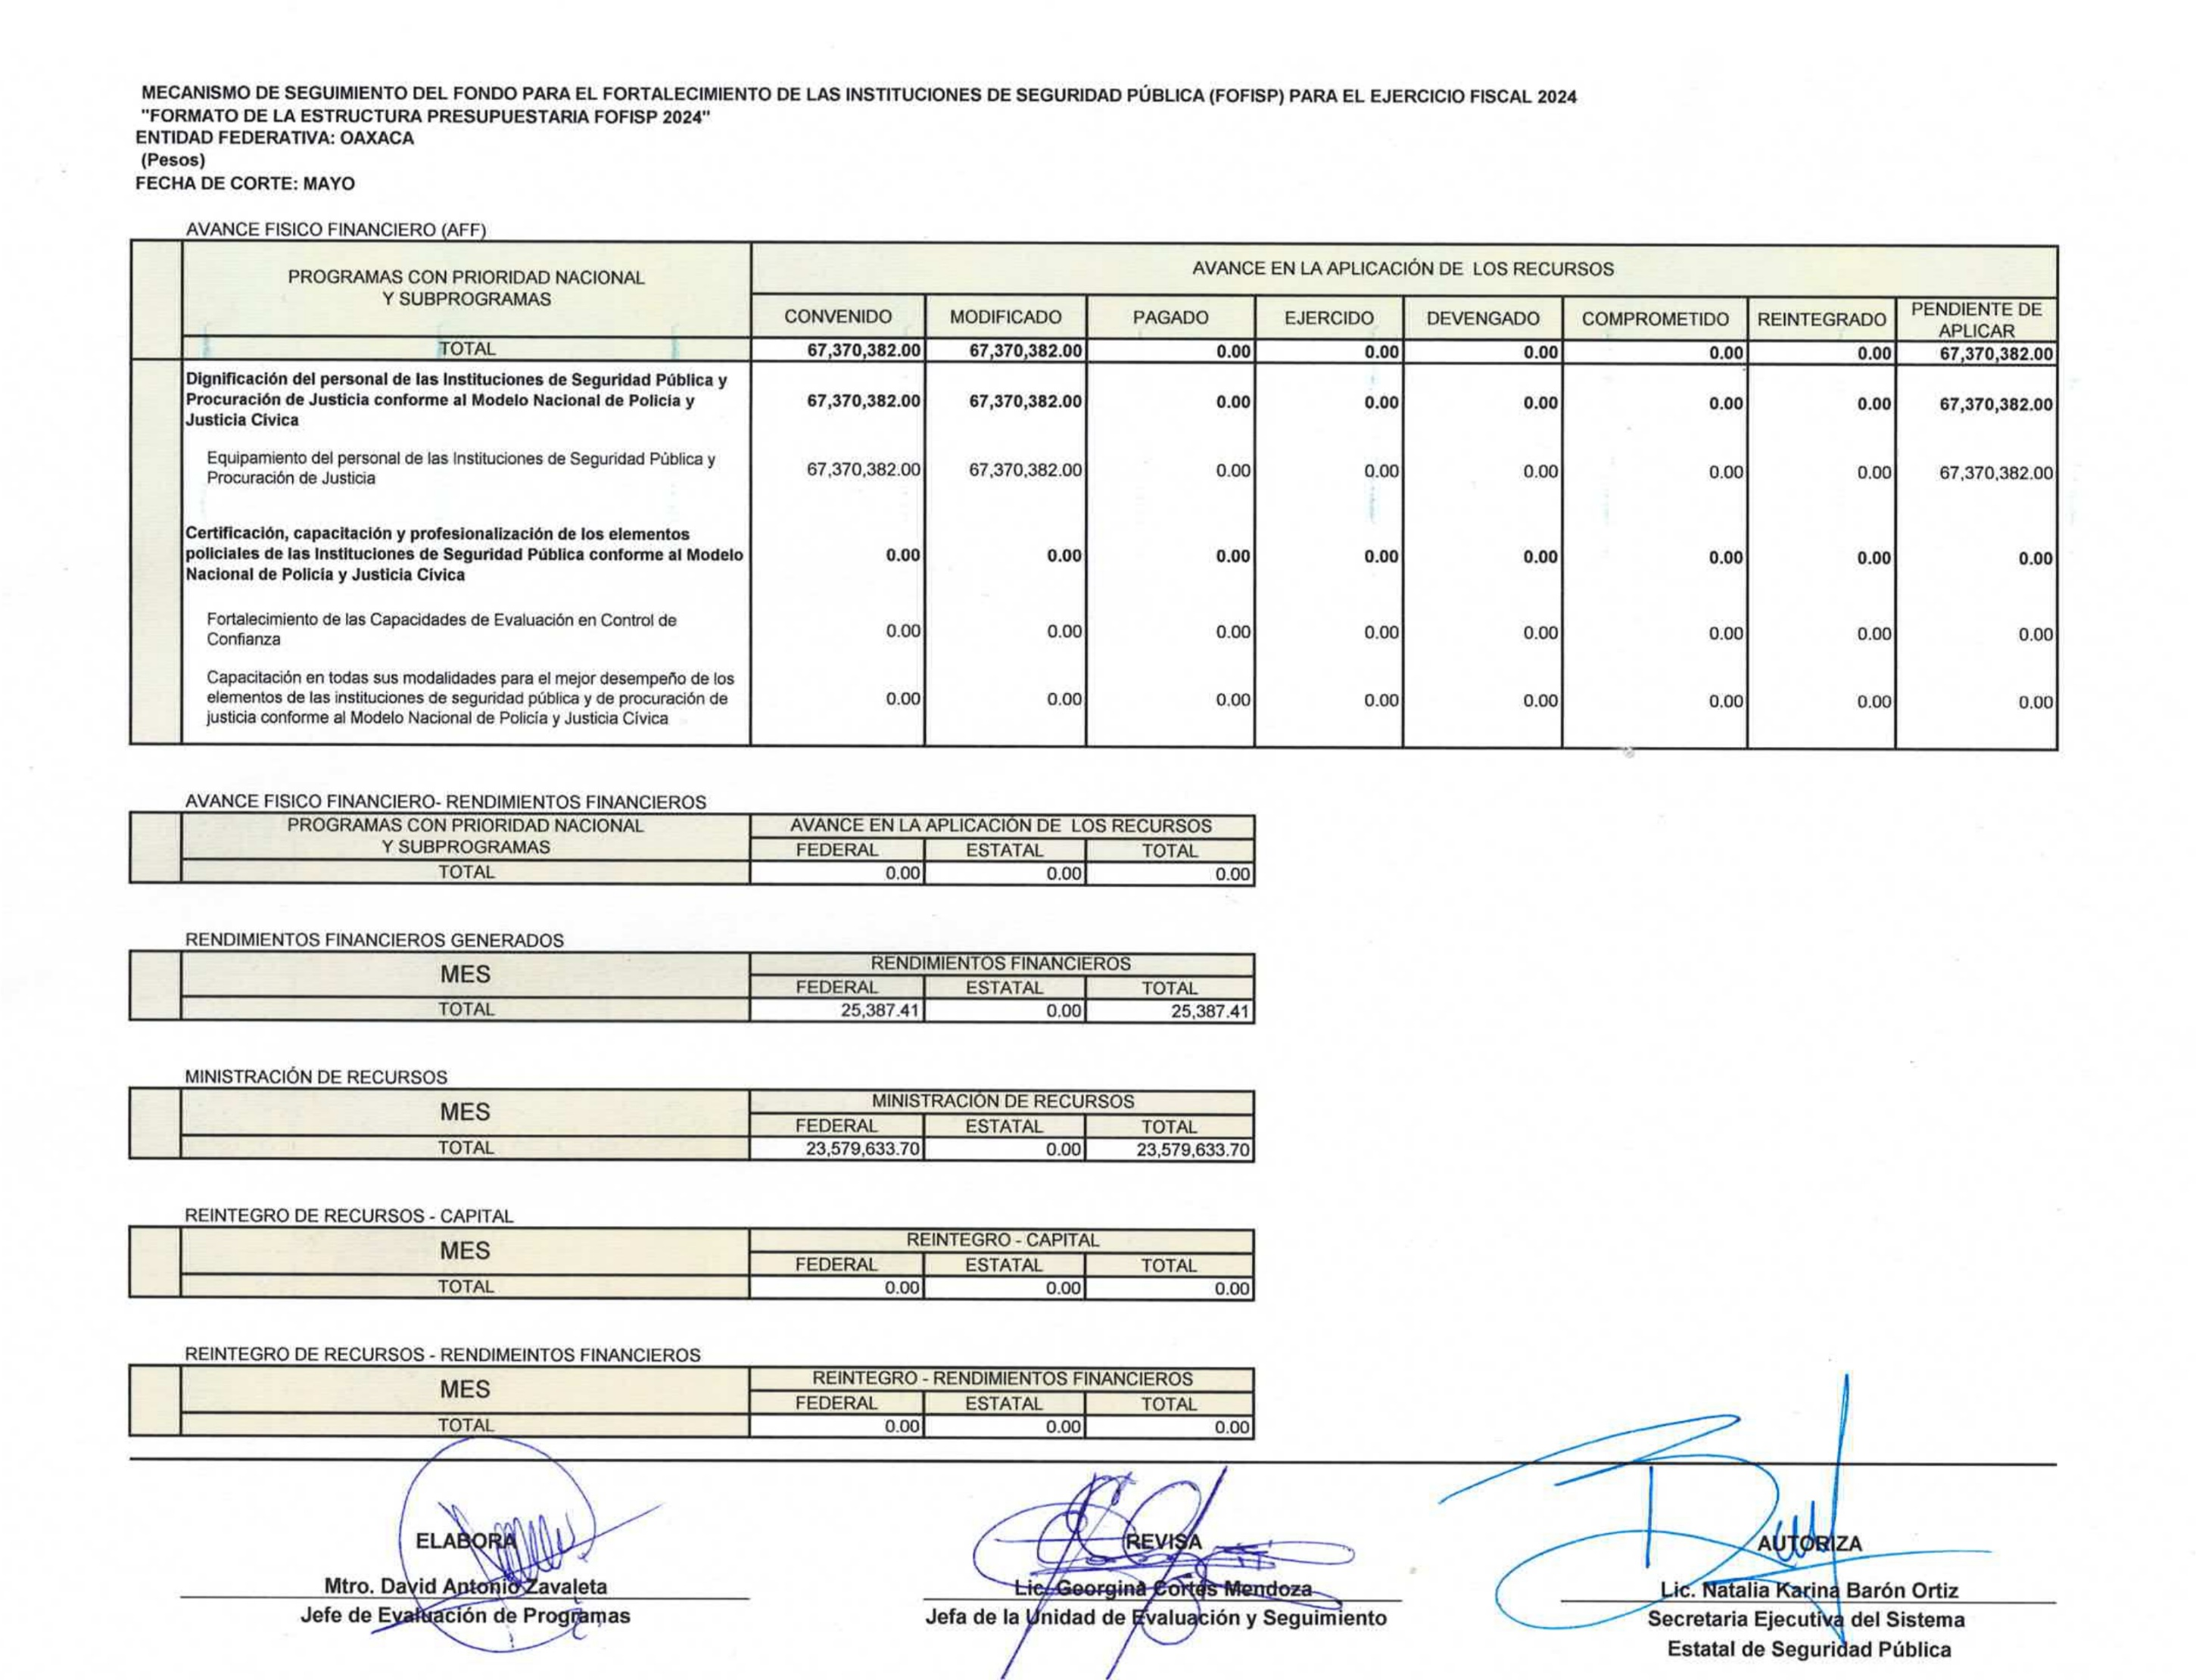 MECANISMO DE SEGUIMIENTO DEL FONDO PARA EL FORTALECIMIENTO DE LAS INSTITUCIONES DE SEGURIDAD PÚBLICA (FOFISP) PARA EL EJERCICIO FISCAL 2024
"FORMATO DE LA ESTRUCTURA PRESUPUESTARIA FOFISP 2024"
ENTIDAD FEDERATIVA: OAXACA
(Pesos)
FECHA DE CORTE: MAYO
AVANCE FISICO FINANCIERO (AFF)
PROGRAMAS CON PRIORIDAD NACIONAL
Y SUBPROGRAMAS
AVANCE EN LA APLICACIÓN DE LOS RECURSOS
CONVENIDO MODIFICADO PAGADO EJERCIDO DEVENGADO COMPROMETIDO REINTEGRADO PENDIENTE DE
APLICAR
TOTAL 67,370,382.00 67,370,382.00 0.00 0.00 0.00 0.00 0.00 67,370,382.00
Dignificación del personal de las Instituciones de Seguridad Pública y
Procuración de Justicia conforme al Modelo Nacional de Policia y
Justicia Cívica
67,370,382.00 67,370,382.00 0.00 0.00 0.00 0.00 0.00 67,370,382.00
Equipamiento del personal de las Instituciones de Seguridad Pública y
Procuración de Justicia
67,370,382.00 67,370,382.00 0.00 0.00 0.00 0.00 0.00 67,370,382.00
Certificación, capacitación y profesionalización de los elementos
policiales de las Instituciones de Seguridad Pública conforme al Modelo
Nacional de Policía y Justicia Cívica
0.00 0.00 0.00 0.00 0.00 0.00 0.00 0.00
Fortalecimiento de las Capacidades de Evaluación en Control de
Confianza
0.00 0.00 0.00 0.00 0.00 0.00 0.00 0.00
Capacitación en todas sus modalidades para el mejor desempeño de los
elementos de las instituciones de seguridad pública y de procuración de
justicia conforme al Modelo Nacional de Policía y Justicia Cívica
0.00 0.00 0.00 0.00 0.00 0.00 0.00 0.00
AVANCE FISICO FINANCIERO- RENDIMIENTOS FINANCIEROS
PROGRAMAS CON PRIORIDAD NACIONAL
Y SUBPROGRAMAS
AVANCE EN LA APLICACIÓN DE LOS RECURSOS
FEDERAL ESTATAL TOTAL
TOTAL 0.00 0.00 0.00
RENDIMIENTOS FINANCIEROS GENERADOS
MES
RENDIMIENTOS FINANCIEROS
FEDERAL ESTATAL TOTAL
TOTAL 25,387.41 0.00 25,387.41
MINISTRACIÓN DE RECURSOS
MES
MINISTRACIÓN DE RECURSOS
FEDERAL ESTATAL TOTAL
TOTAL 23,579,633.70 0.00 23,579,633.70
REINTEGRO DE RECURSOS - CAPITAL
MES
REINTEGRO - CAPITAL
FEDERAL ESTATAL TOTAL
TOTAL 0.00 0.00 0.00
REINTEGRO DE RECURSOS - RENDIMEINTOS FINANCIEROS
MES
REINTEGRO - RENDIMIENTOS FINANCIEROS
FEDERAL ESTATAL TOTAL
TOTAL 0.00 0.00 0.00
ELABORA
Mtro. David Antonio Zavaleta
Jefe de Evaluación de Programas
REVISA
Lic. Georgina Cortés Mendoza
Jefa de la Unidad de Evaluación y Seguimiento
AUTORIZA
Lic. Natalia Karina Barón Ortiz
Secretaria Ejecutiva del Sistema
Estatal de Seguridad Pública